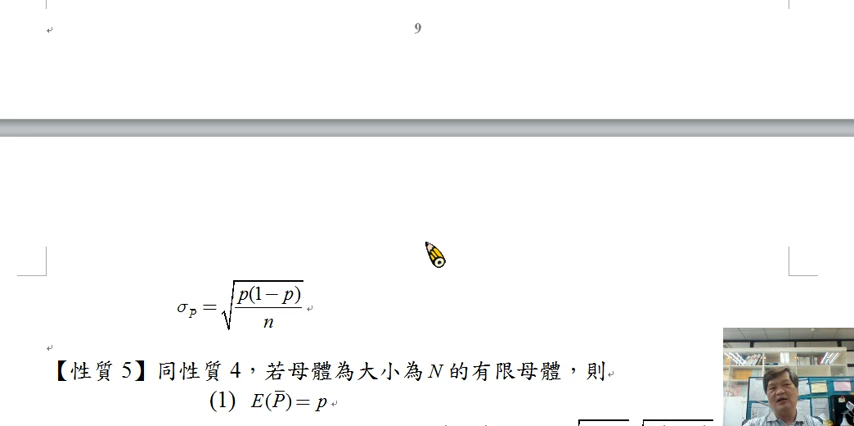 9
σ_p̄ = √(p(1−p)/n)
【性質 5】同性質 4，若母體為大小為 N 的有限母體，則
(1) E(P̄) = p